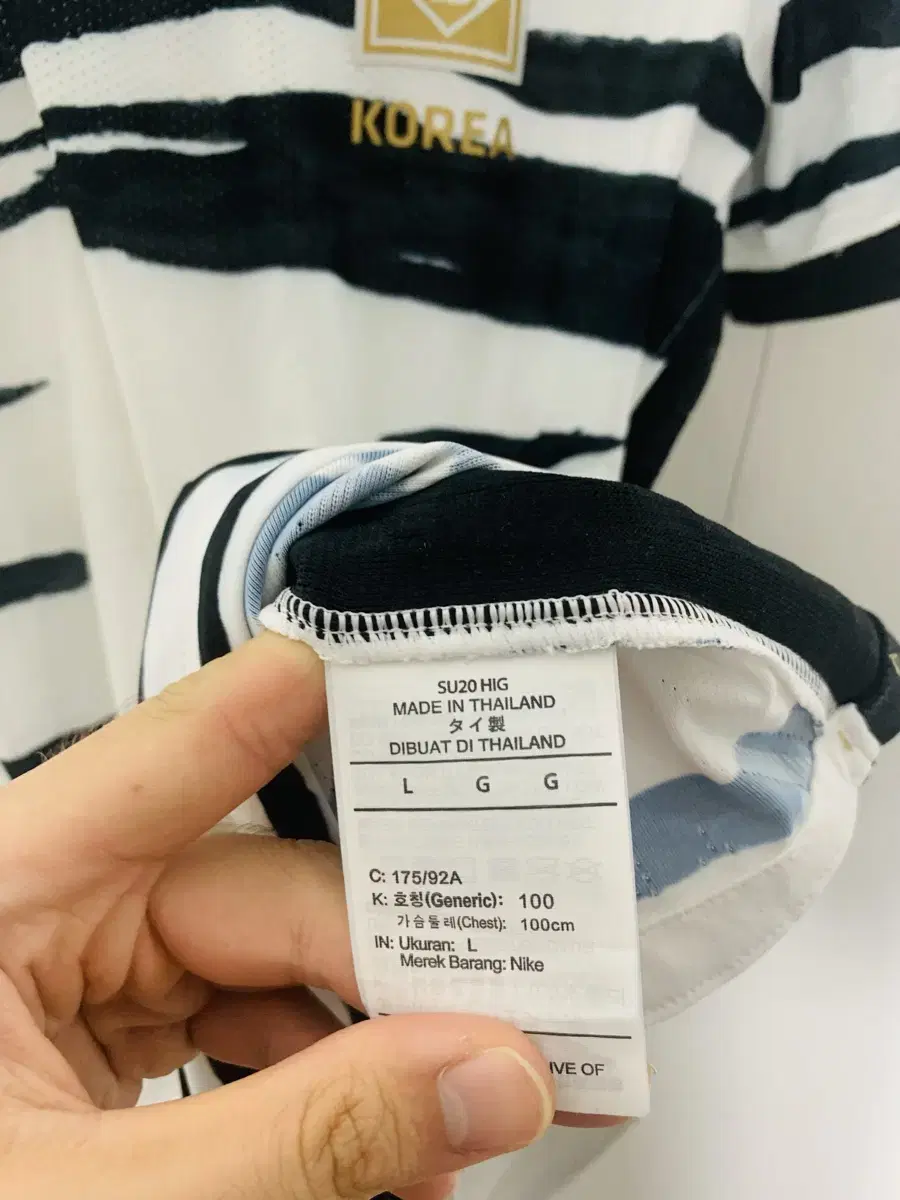 KOREA
SU20 HIG
MADE IN THAILAND
タイ製
DIBUAT DI THAILAND
L G G
C: 175/92A
K: 호칭(Generic): 100
가슴둘레(Chest): 100cm
IN: Ukuran: L
Merek Barang: Nike
OF